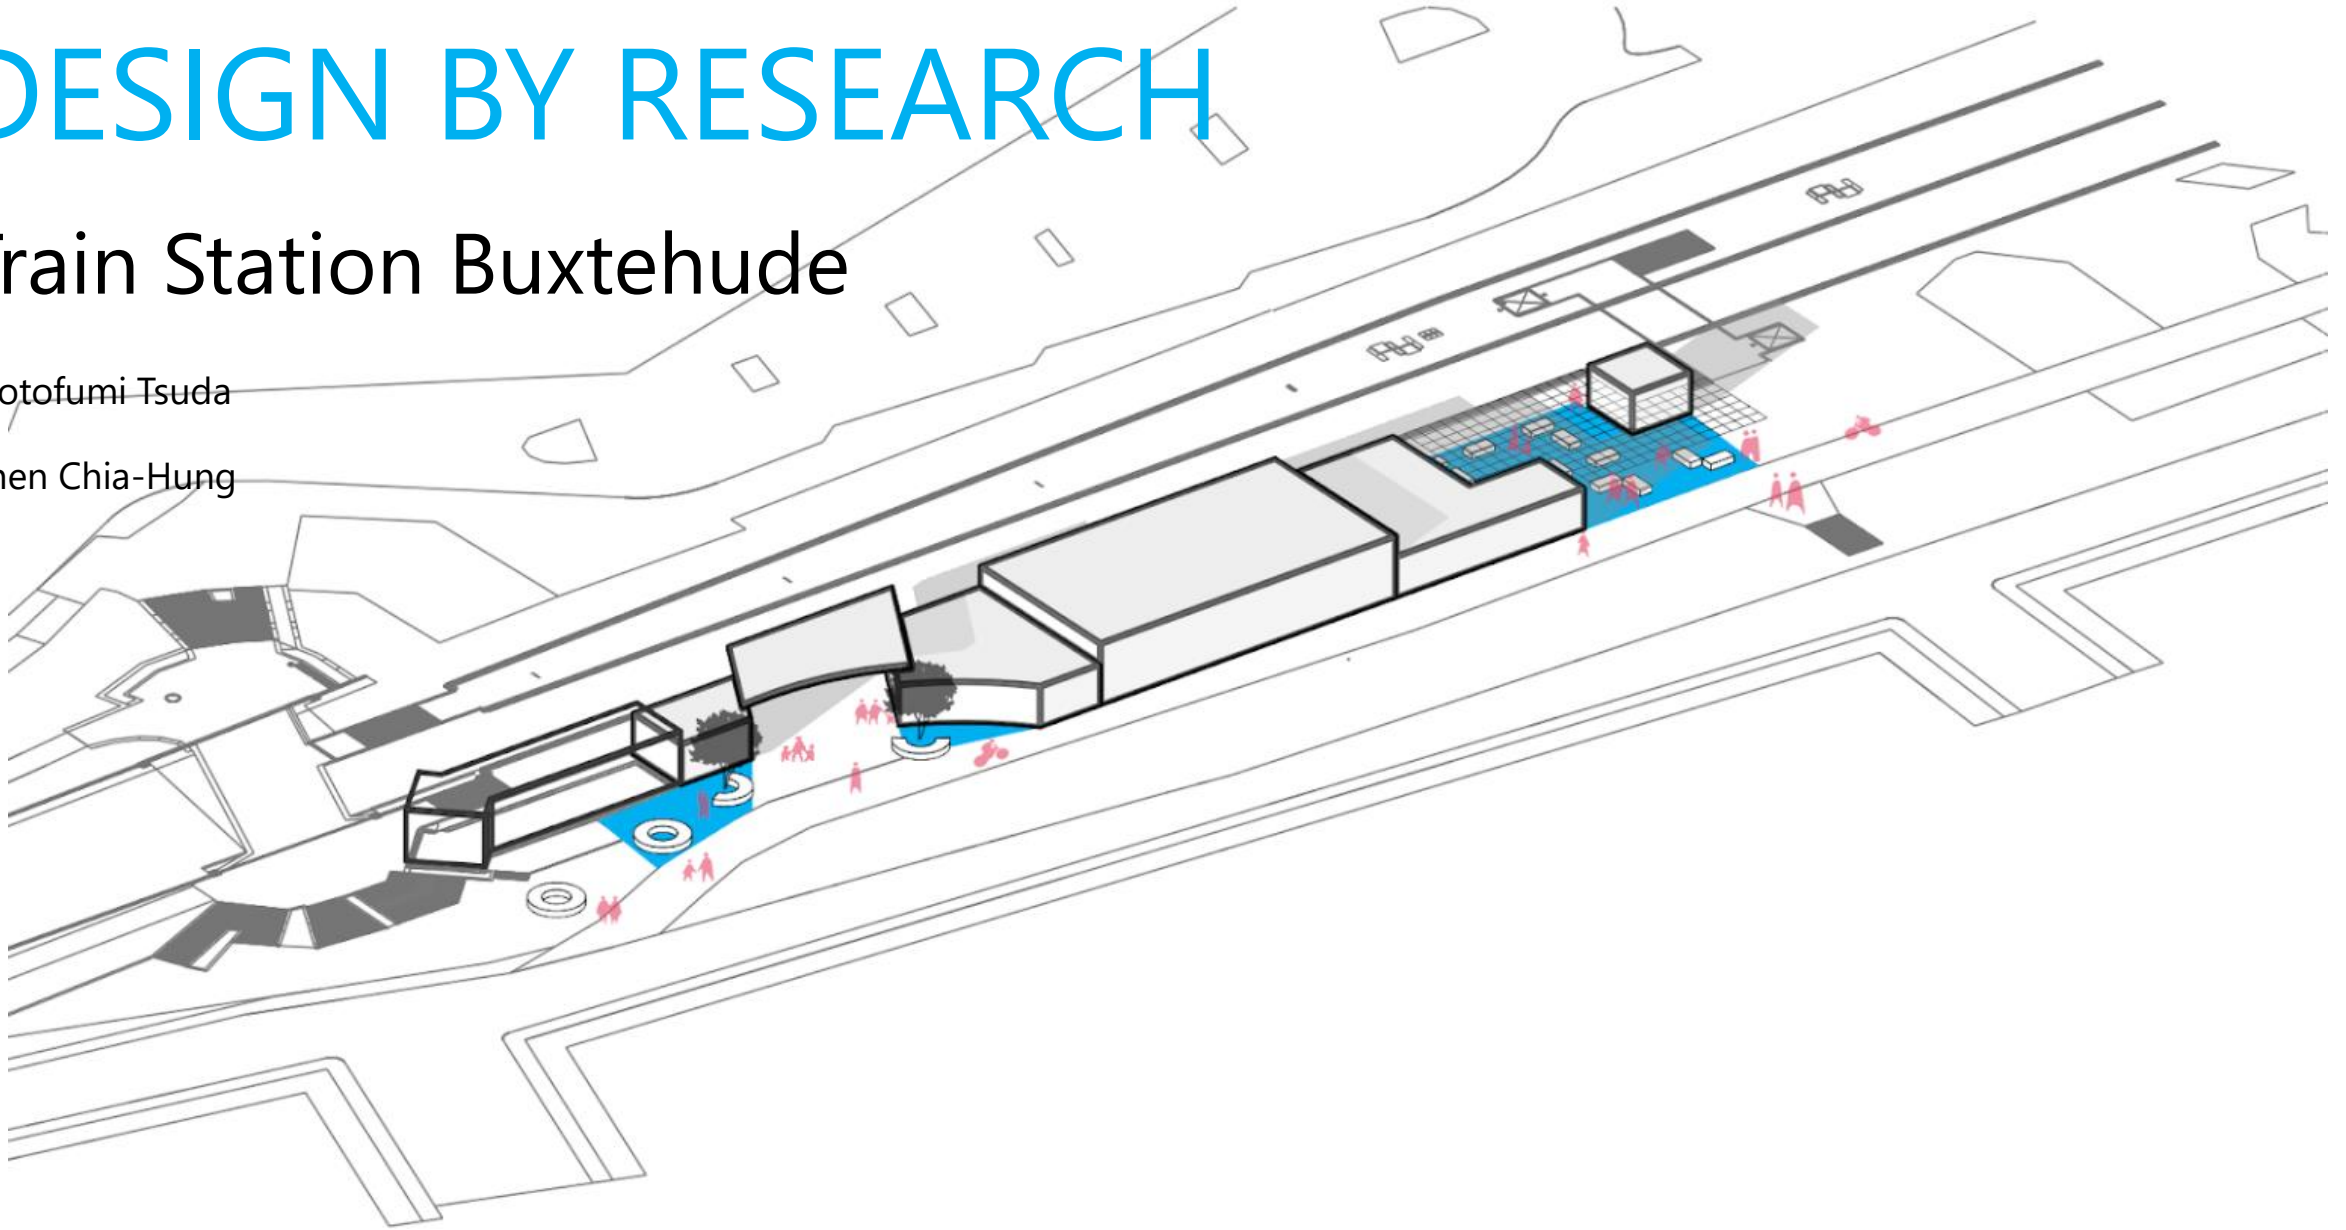 DESIGN BY RESEARCH
rain Station Buxtehude
otofumi Tsuda
hen Chia-Hung